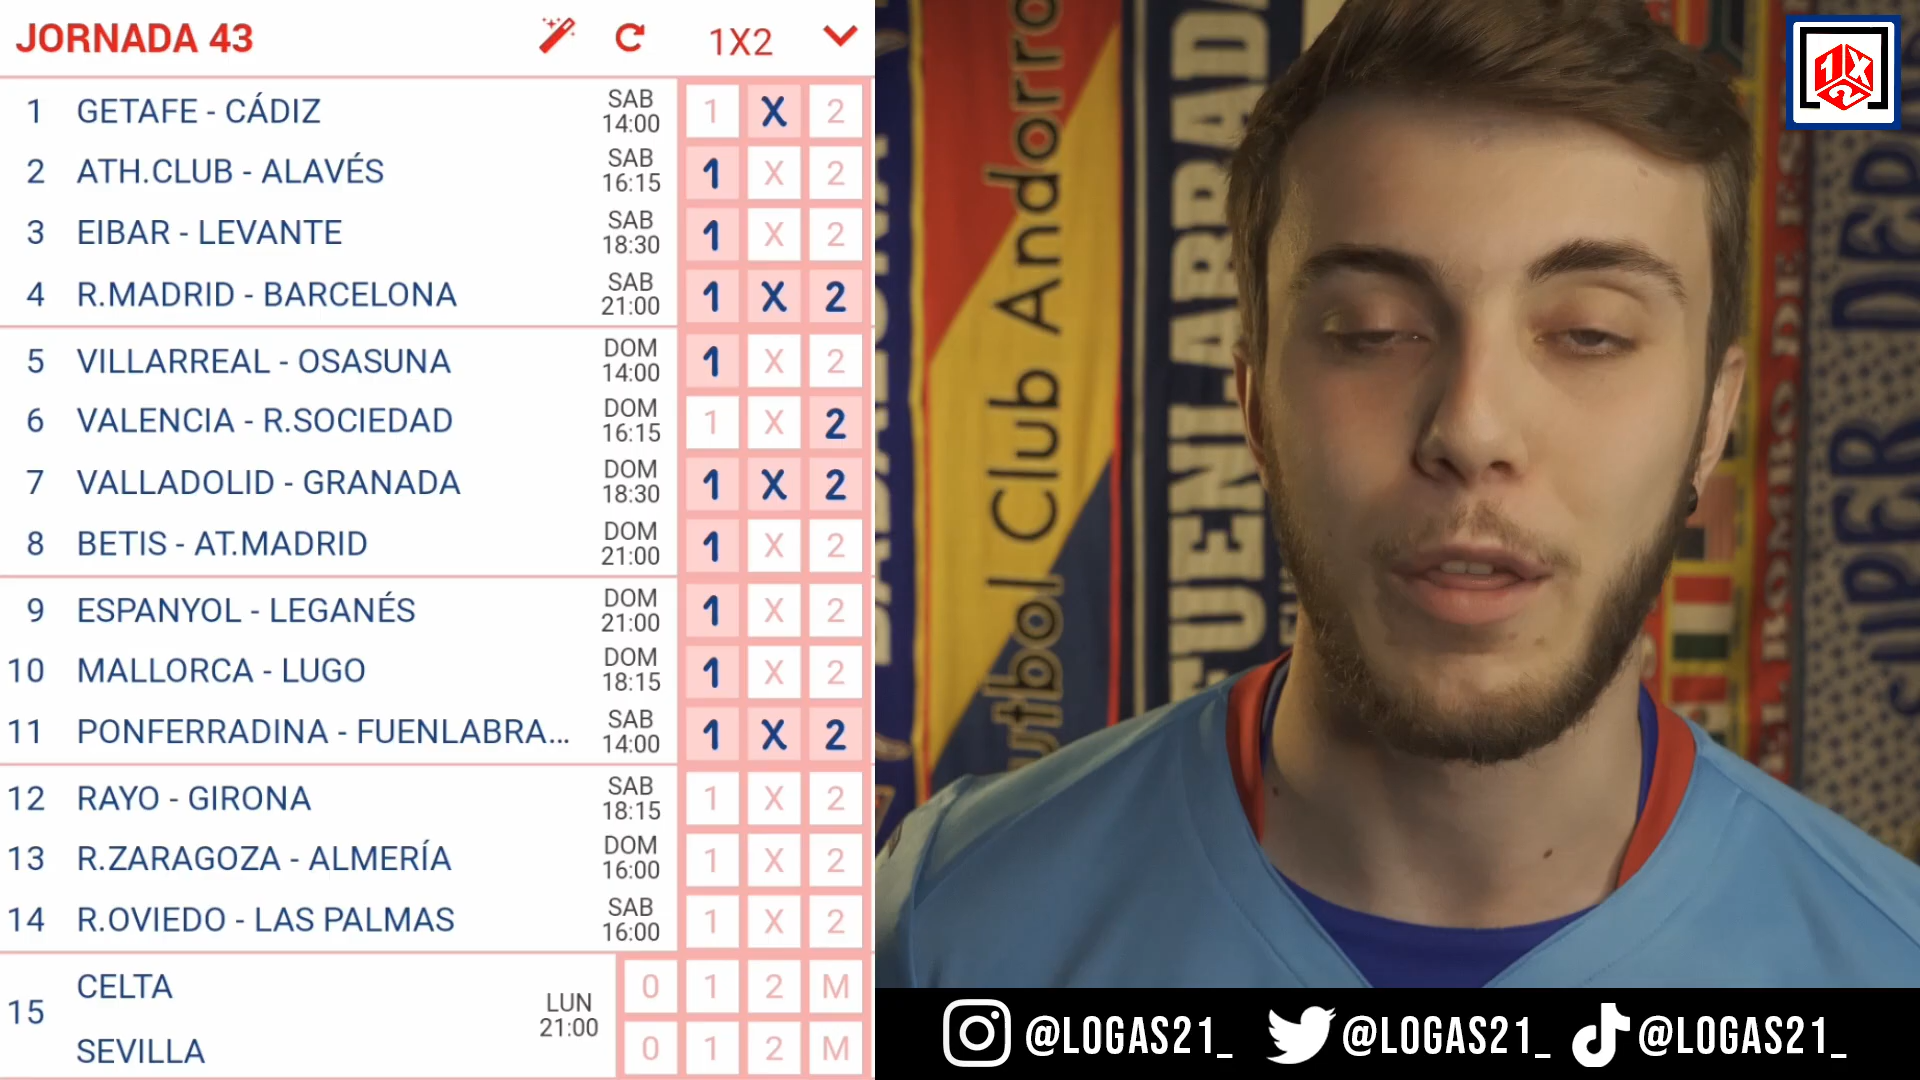 JORNADA 43 1X2
1 GETAFE - CÁDIZ SAB 14:00 1 X 2
2 ATH.CLUB - ALAVÉS SAB 16:15 1 X 2
3 EIBAR - LEVANTE SAB 18:30 1 X 2
4 R.MADRID - BARCELONA SAB 21:00 1 X 2
5 VILLARREAL - OSASUNA DOM 14:00 1 X 2
6 VALENCIA - R.SOCIEDAD DOM 16:15 1 X 2
7 VALLADOLID - GRANADA DOM 18:30 1 X 2
8 BETIS - AT.MADRID DOM 21:00 1 X 2
9 ESPANYOL - LEGANÉS DOM 21:00 1 X 2
10 MALLORCA - LUGO DOM 18:15 1 X 2
11 PONFERRADINA - FUENLABRA... SAB 14:00 1 X 2
12 RAYO - GIRONA SAB 18:15 1 X 2
13 R.ZARAGOZA - ALMERÍA DOM 16:00 1 X 2
14 R.OVIEDO - LAS PALMAS SAB 16:00 1 X 2
15 CELTA LUN 21:00 0 1 2 M
SEVILLA 0 1 2 M
Futbol Club Andorra
FUENLABRADA
SUPER DEPOR
1X2
@LOGAS21_ @LOGAS21_ @LOGAS21_